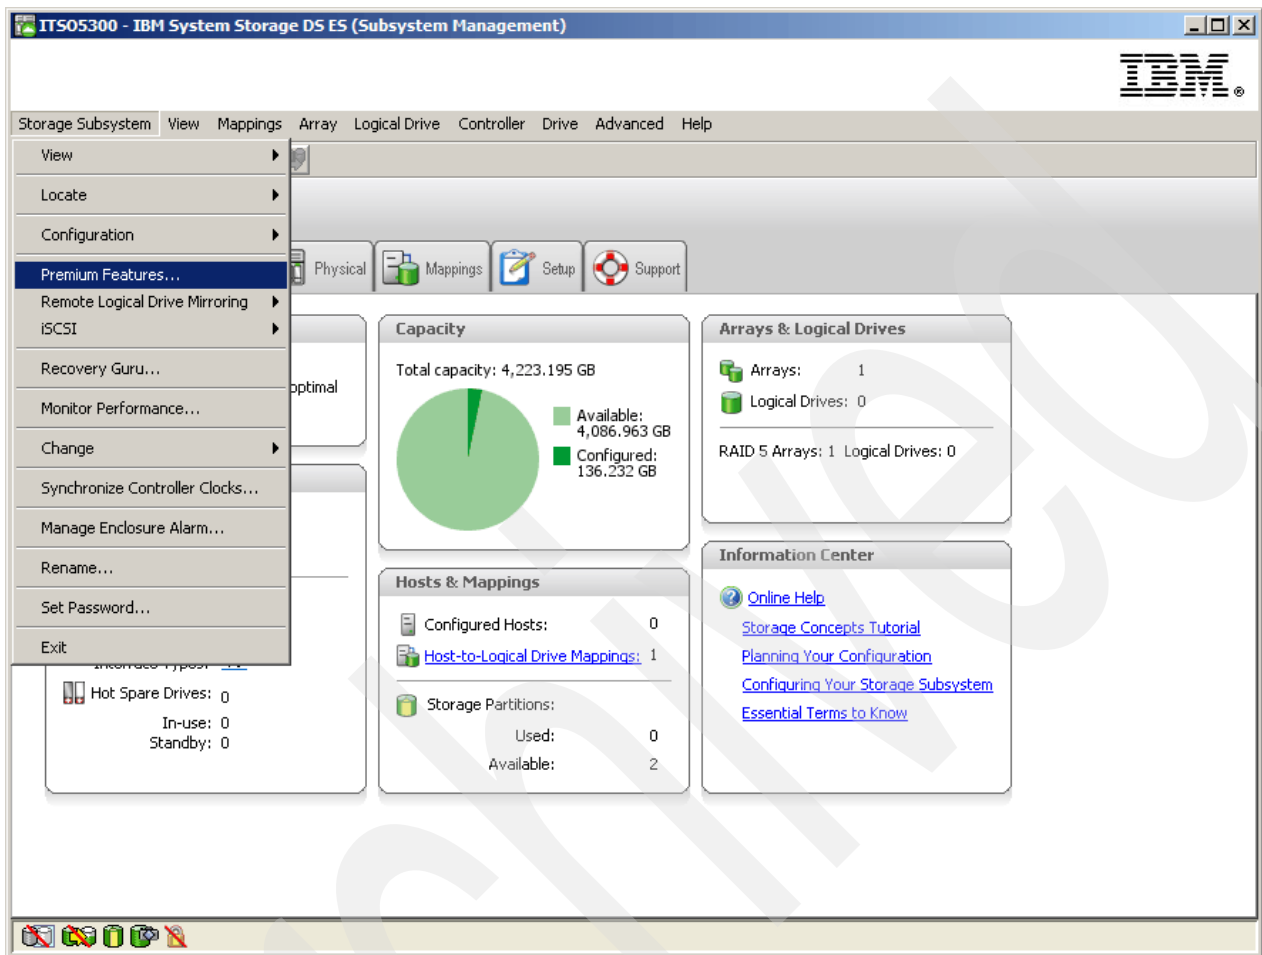 ITSO5300 - IBM System Storage DS ES (Subsystem Management)
IBM®
Storage Subsystem View Mappings Array Logical Drive Controller Drive Advanced Help
View
Locate
Configuration
Premium Features...
Remote Logical Drive Mirroring
iSCSI
Recovery Guru...
Monitor Performance...
Change
Synchronize Controller Clocks...
Manage Enclosure Alarm...
Rename...
Set Password...
Exit
Physical Mappings Setup Support
optimal
Hot Spare Drives: 0
In-use: 0
Standby: 0
Capacity
Total capacity: 4,223.195 GB
Available:
4,086.963 GB
Configured:
136.232 GB
Hosts & Mappings
Configured Hosts: 0
Host-to-Logical Drive Mappings: 1
Storage Partitions:
Used: 0
Available: 2
Arrays & Logical Drives
Arrays: 1
Logical Drives: 0
RAID 5 Arrays: 1 Logical Drives: 0
Information Center
Online Help
Storage Concepts Tutorial
Planning Your Configuration
Configuring Your Storage Subsystem
Essential Terms to Know